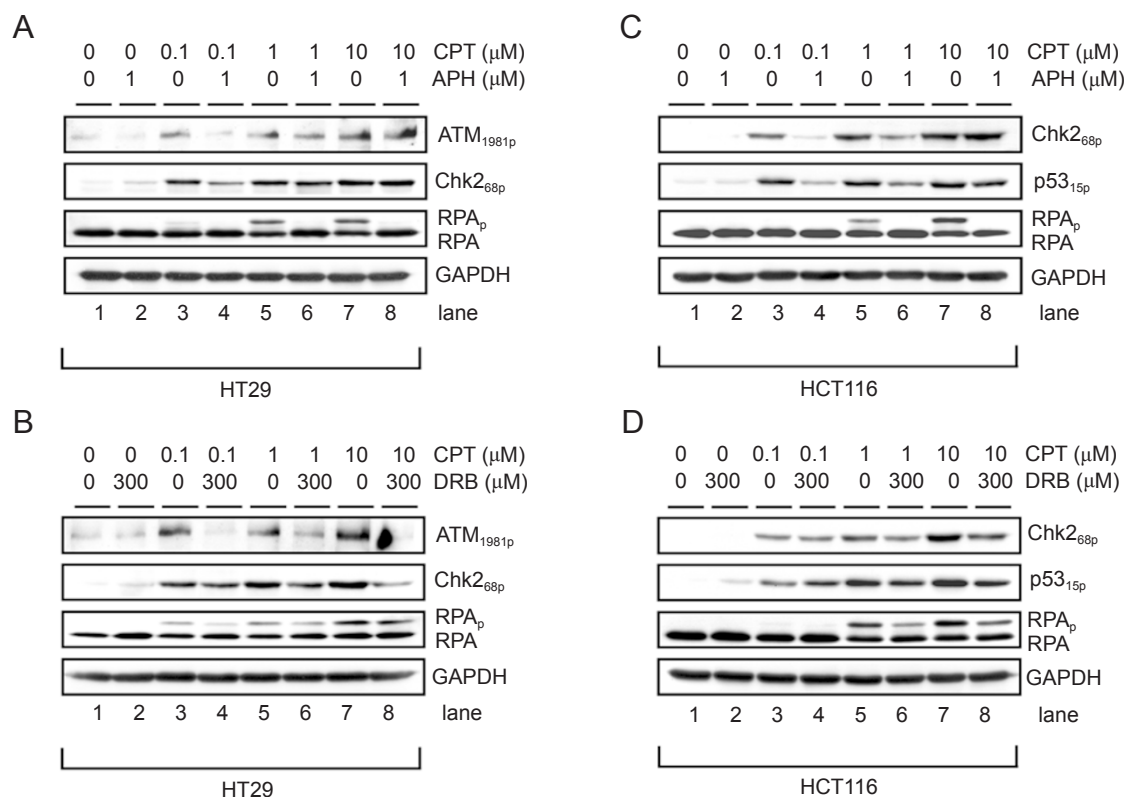 A
0 0 0.1 0.1 1 1 10 10 CPT (μM)
0 1 0 1 0 1 0 1 APH (μM)
ATM1981p
Chk268p
RPAp
RPA
GAPDH
1 2 3 4 5 6 7 8 lane
HT29
B
0 0 0.1 0.1 1 1 10 10 CPT (μM)
0 300 0 300 0 300 0 300 DRB (μM)
ATM1981p
Chk268p
RPAp
RPA
GAPDH
1 2 3 4 5 6 7 8 lane
HT29
C
0 0 0.1 0.1 1 1 10 10 CPT (μM)
0 1 0 1 0 1 0 1 APH (μM)
Chk268p
p5315p
RPAp
RPA
GAPDH
1 2 3 4 5 6 7 8 lane
HCT116
D
0 0 0.1 0.1 1 1 10 10 CPT (μM)
0 300 0 300 0 300 0 300 DRB (μM)
Chk268p
p5315p
RPAp
RPA
GAPDH
1 2 3 4 5 6 7 8 lane
HCT116